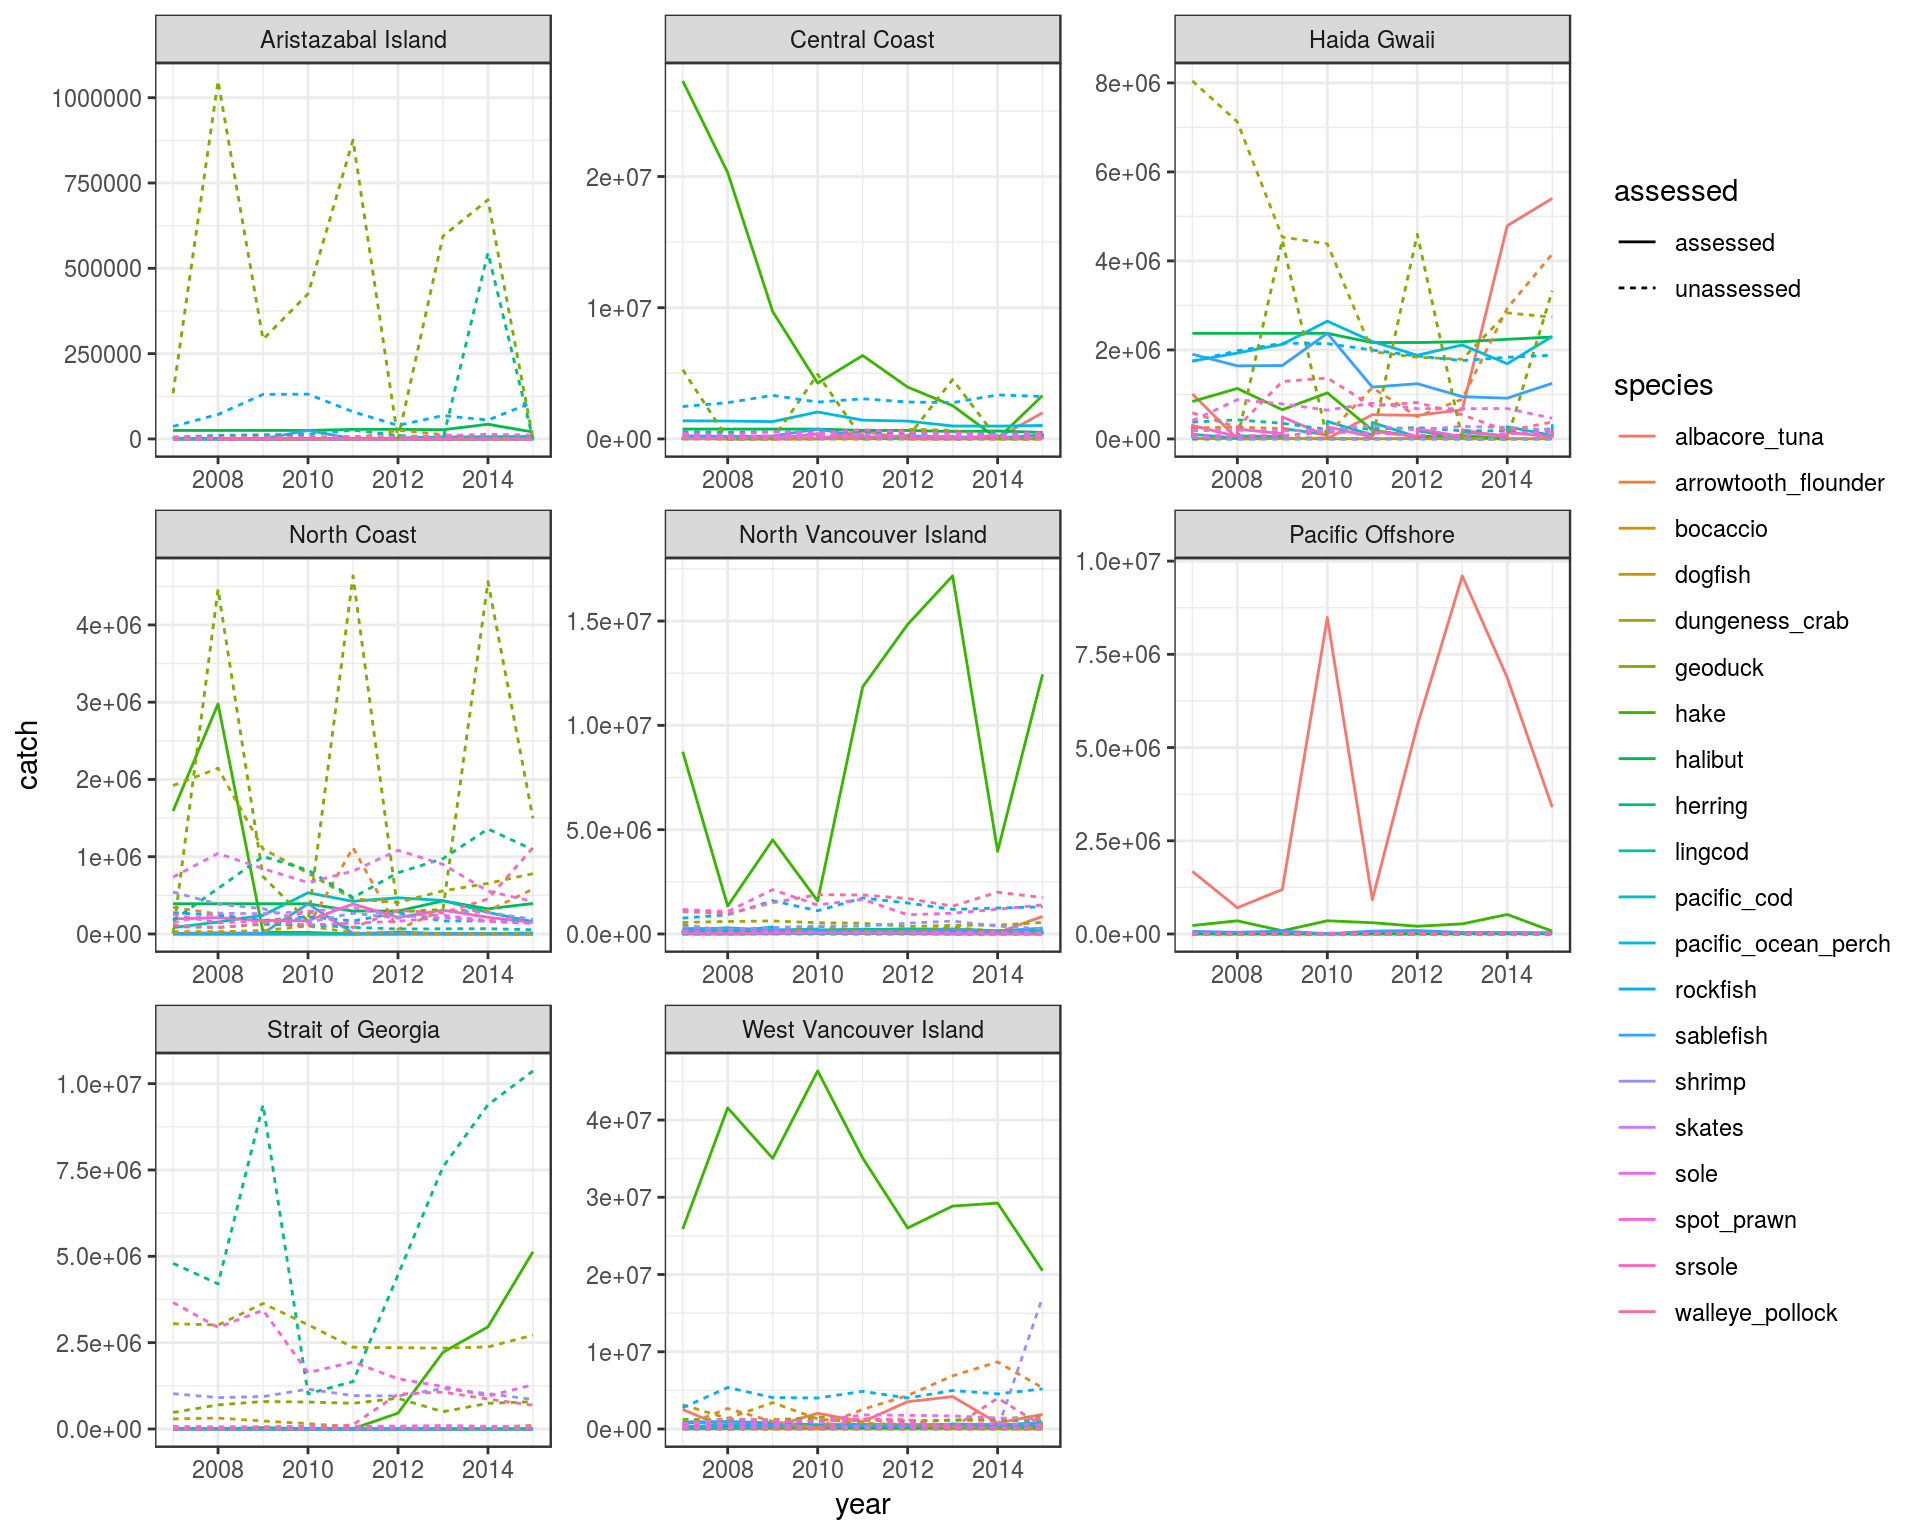 Aristazabal Island
Central Coast
Haida Gwaii
1000000
750000
500000
250000
0
2008 2010 2012 2014
2e+07
1e+07
0e+00
2008 2010 2012 2014
8e+06
6e+06
4e+06
2e+06
0e+00
2008 2010 2012 2014
North Coast
North Vancouver Island
Pacific Offshore
4e+06
3e+06
2e+06
1e+06
0e+00
2008 2010 2012 2014
1.5e+07
1.0e+07
5.0e+06
0.0e+00
2008 2010 2012 2014
1.0e+07
7.5e+06
5.0e+06
2.5e+06
0.0e+00
2008 2010 2012 2014
Strait of Georgia
West Vancouver Island
1.0e+07
7.5e+06
5.0e+06
2.5e+06
0.0e+00
2008 2010 2012 2014
4e+07
3e+07
2e+07
1e+07
0e+00
2008 2010 2012 2014
catch
year
assessed
assessed
unassessed
species
albacore_tuna
arrowtooth_flounder
bocaccio
dogfish
dungeness_crab
geoduck
hake
halibut
herring
lingcod
pacific_cod
pacific_ocean_perch
rockfish
sablefish
shrimp
skates
sole
spot_prawn
srsole
walleye_pollock